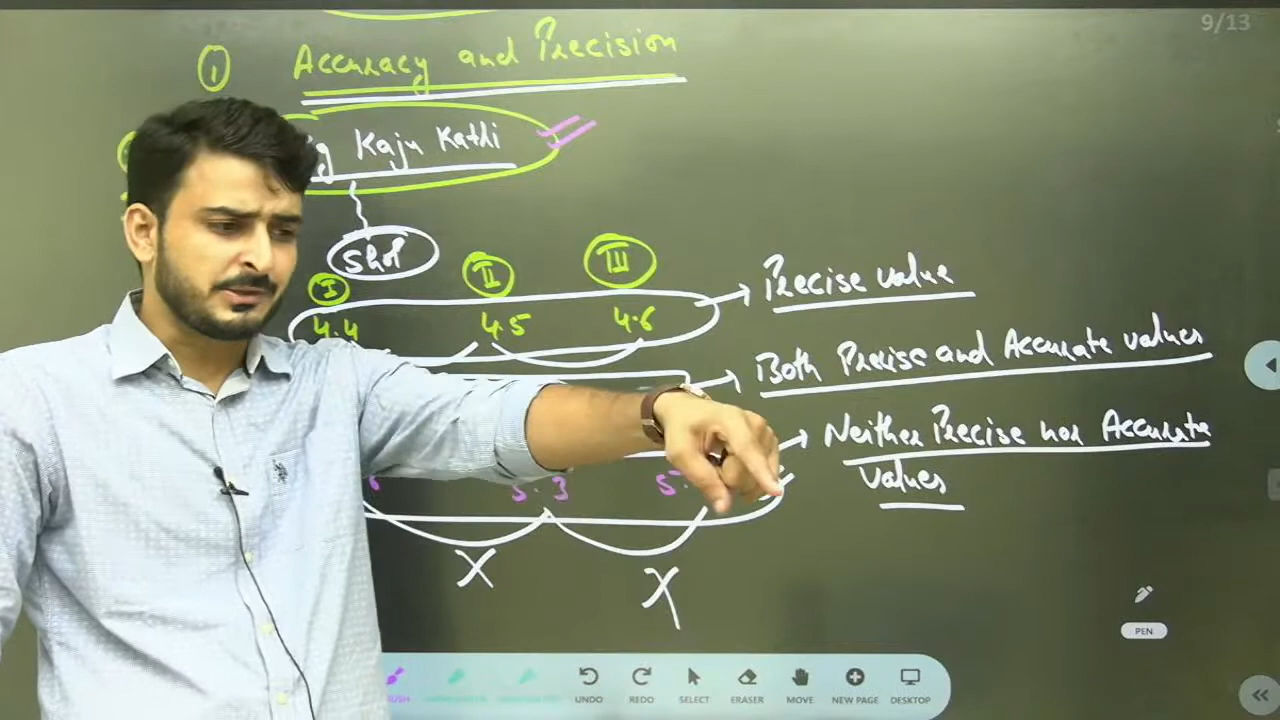 9/13
① Accuracy and Precision
g Kaju Katli
Shop
I II III
4.4 4.5 4.6
→ Precise value
→ Both Precise and Accurate values
→ Neither Precise nor Accurate
values
5.3 5.
X X
PEN
UNDO REDO SELECT ERASER MOVE NEW PAGE DESKTOP